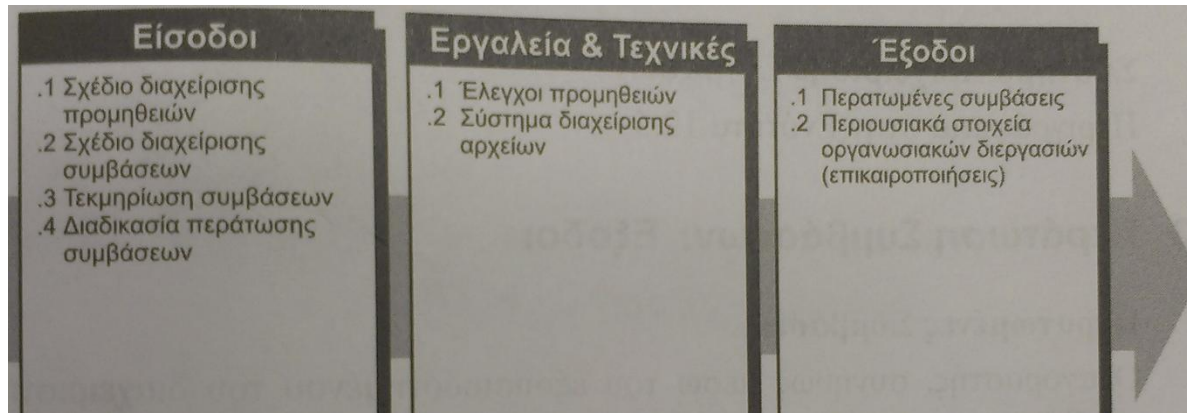 Είσοδοι
.1 Σχέδιο διαχείρισης
προμηθειών
.2 Σχέδιο διαχείρισης
συμβάσεων
.3 Τεκμηρίωση συμβάσεων
.4 Διαδικασία περάτωσης
συμβάσεων
Εργαλεία & Τεχνικές
.1 Έλεγχοι προμηθειών
.2 Σύστημα διαχείρισης
αρχείων
Έξοδοι
.1 Περατωμένες συμβάσεις
.2 Περιουσιακά στοιχεία
οργανωσιακών διεργασιών
(επικαιροποιήσεις)